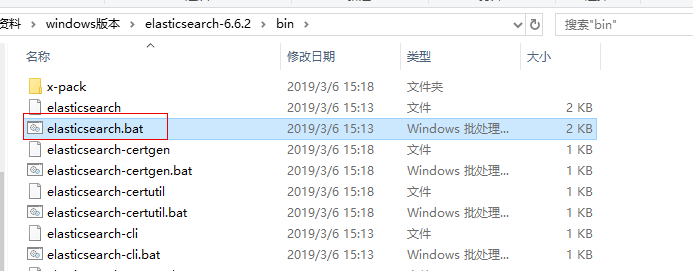 资料 > windows版本 > elasticsearch-6.6.2 > bin > 搜索"bin"
名称 修改日期 类型 大小
x-pack 2019/3/6 15:18 文件夹
elasticsearch 2019/3/6 15:13 文件 2 KB
elasticsearch.bat 2019/3/6 15:13 Windows 批处理... 2 KB
elasticsearch-certgen 2019/3/6 15:18 文件 1 KB
elasticsearch-certgen.bat 2019/3/6 15:18 Windows 批处理... 1 KB
elasticsearch-certutil 2019/3/6 15:18 文件 1 KB
elasticsearch-certutil.bat 2019/3/6 15:18 Windows 批处理... 1 KB
elasticsearch-cli 2019/3/6 15:13 文件 1 KB
elasticsearch-cli.bat 2019/3/6 15:13 Windows 批处理... 1 KB